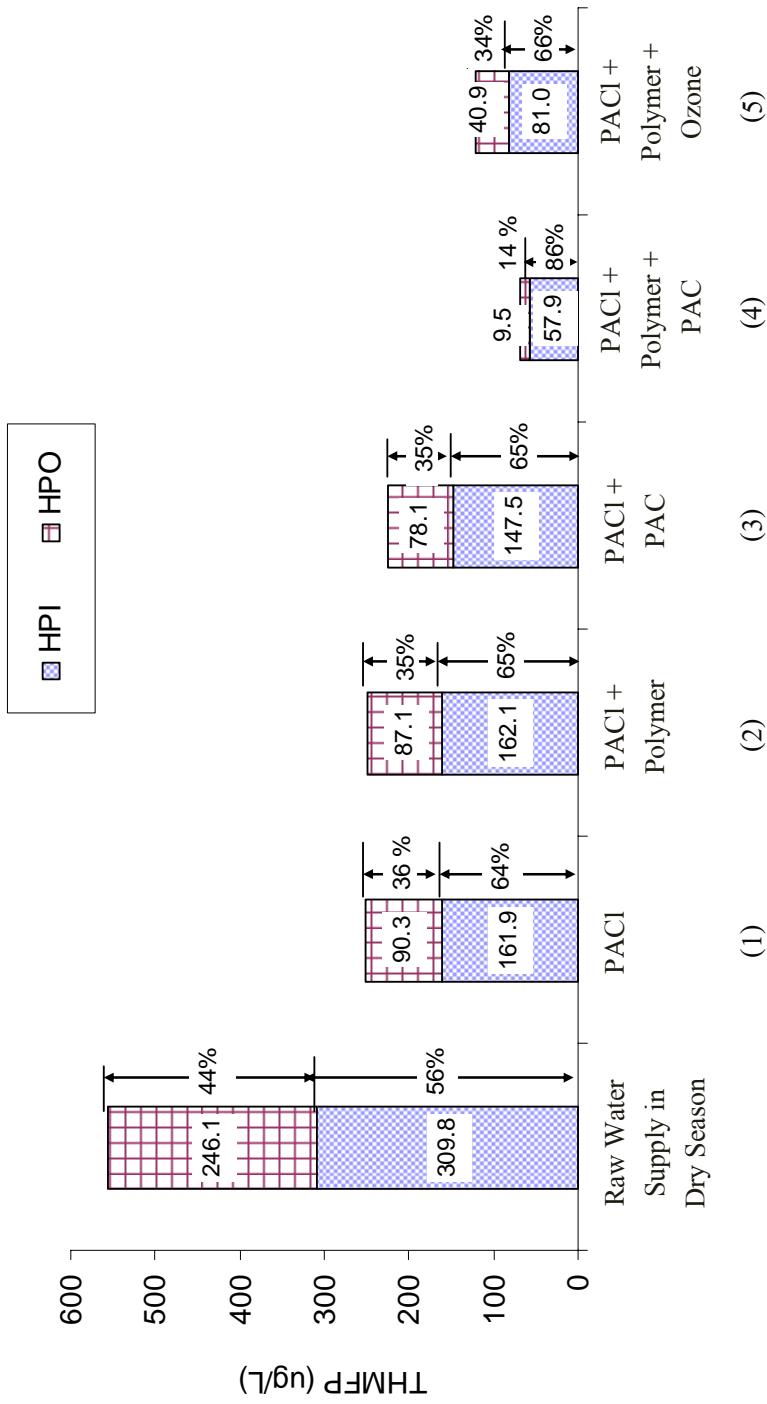 HPI
HPO
THMFP (ug/L)
600
500
400
300
200
100
0
246.1
309.8
44%
56%
90.3
161.9
36 %
64%
87.1
162.1
35%
65%
78.1
147.5
35%
65%
9.5
57.9
14 %
86%
40.9
81.0
34%
66%
Raw Water
Supply in
Dry Season
PACl
(1)
PACl +
Polymer
(2)
PACl +
PAC
(3)
PACl +
Polymer +
PAC
(4)
PACl +
Polymer +
Ozone
(5)